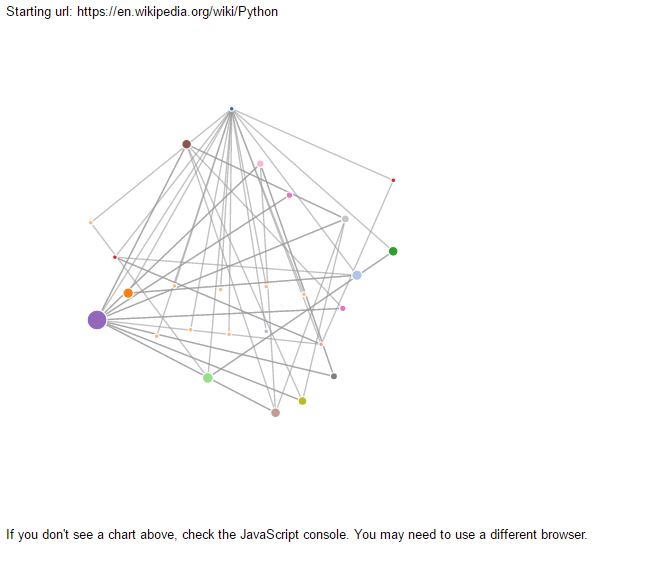 Starting url: https://en.wikipedia.org/wiki/Python
If you don't see a chart above, check the JavaScript console. You may need to use a different browser.